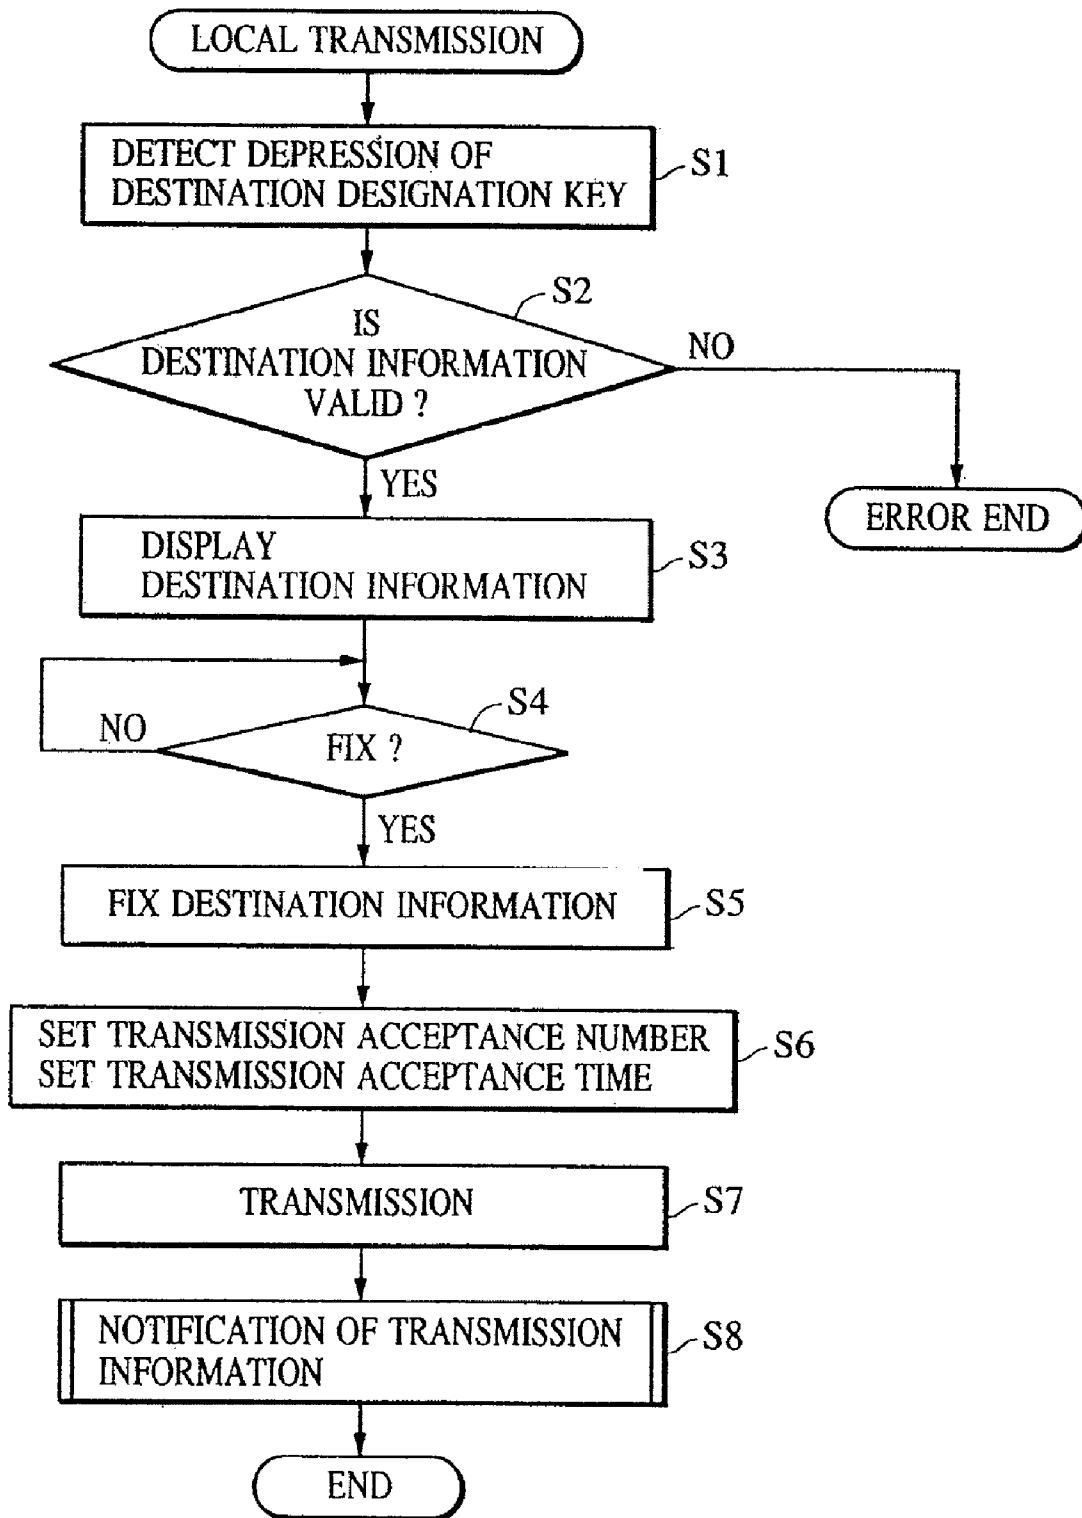 LOCAL TRANSMISSION
DETECT DEPRESSION OF
DESTINATION DESIGNATION KEY
S1
S2
IS
DESTINATION INFORMATION
VALID ?
NO
YES
ERROR END
DISPLAY
DESTINATION INFORMATION
S3
S4
NO
FIX ?
YES
FIX DESTINATION INFORMATION
S5
SET TRANSMISSION ACCEPTANCE NUMBER
SET TRANSMISSION ACCEPTANCE TIME
S6
TRANSMISSION
S7
NOTIFICATION OF TRANSMISSION
INFORMATION
S8
END